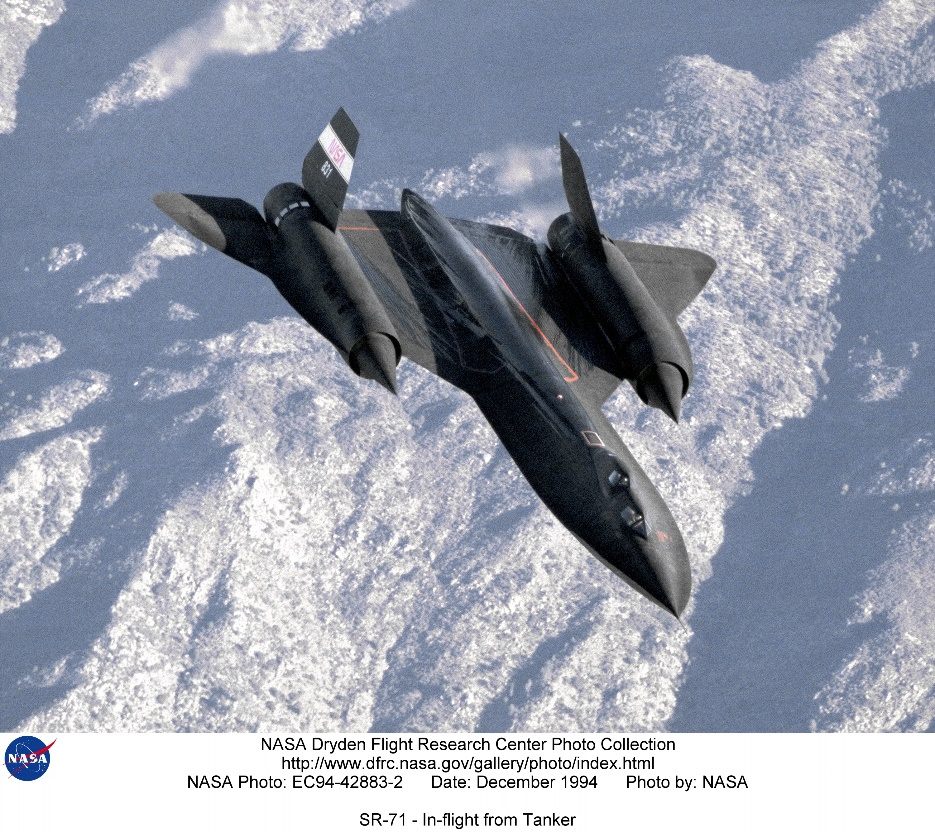 NASA
831
NASA
NASA Dryden Flight Research Center Photo Collection
http://www.dfrc.nasa.gov/gallery/photo/index.html
NASA Photo: EC94-42883-2 Date: December 1994 Photo by: NASA
SR-71 - In-flight from Tanker